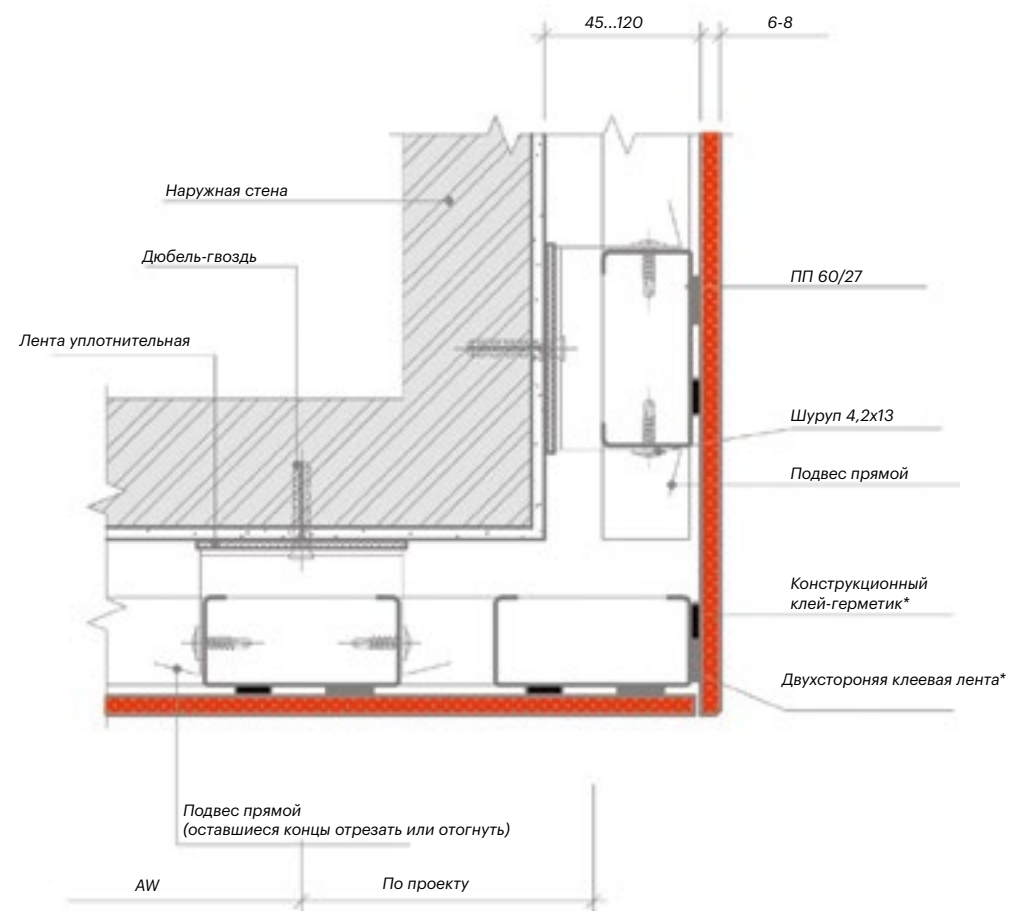 45...120
6-8
Наружная стена
Дюбель-гвоздь
ПП 60/27
Лента уплотнительная
Шуруп 4,2х13
Подвес прямой
Конструкционный
клей-герметик*
Двухстороняя клеевая лента*
Подвес прямой
(оставшиеся концы отрезать или отогнуть)
AW
По проекту